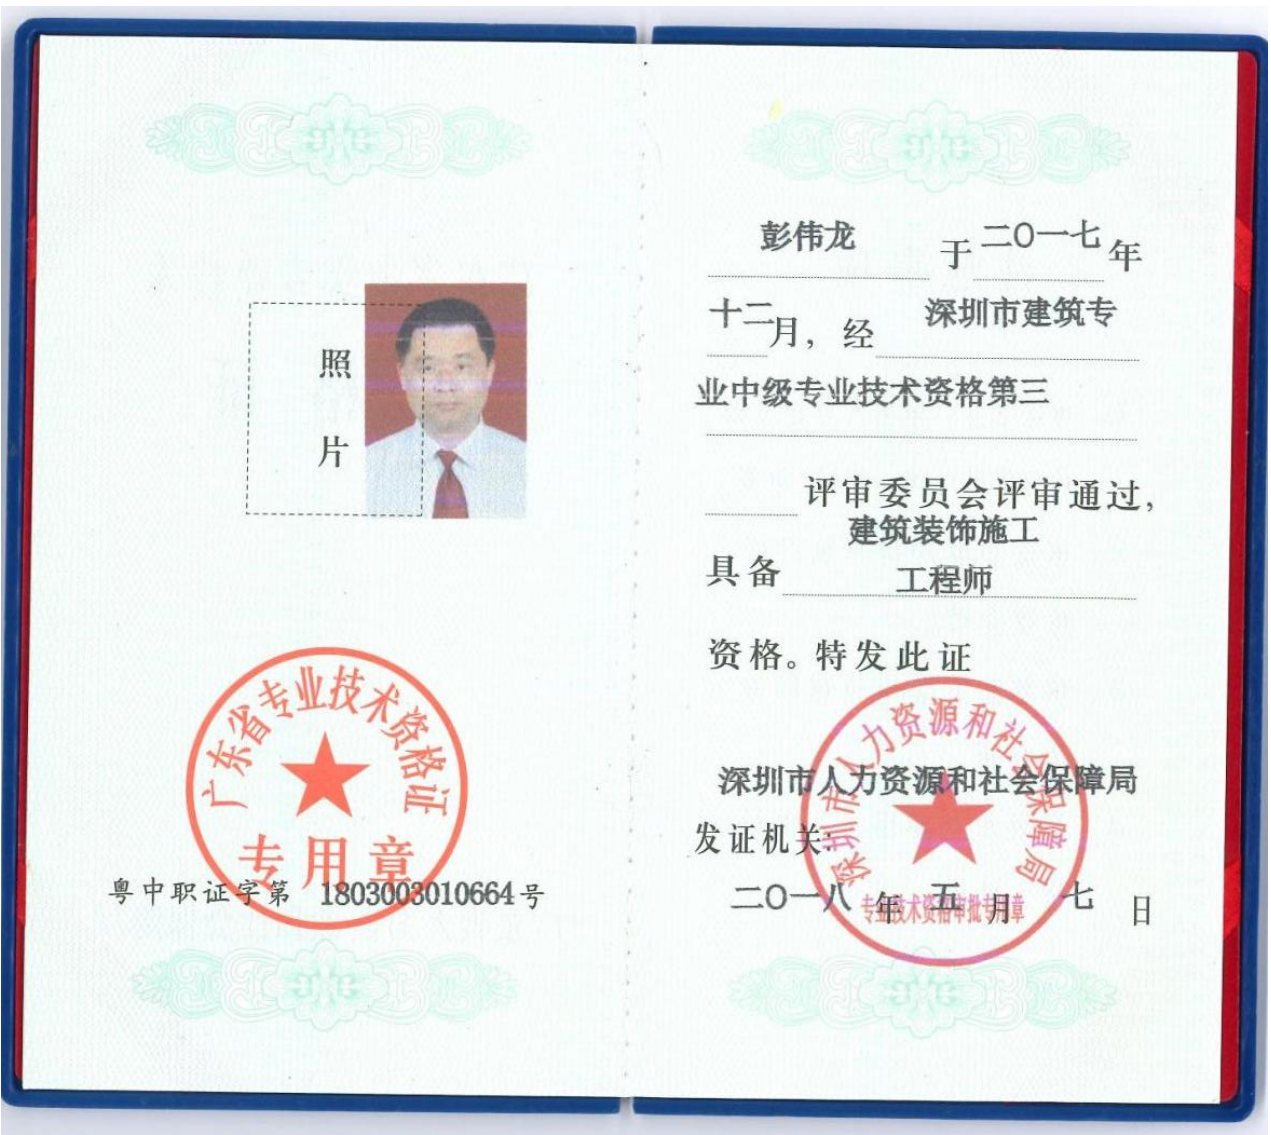 照
片
广东省专业技术资格证
专用章
粤中职证字第 1803003010664号
彭伟龙 于二〇一七年
十二月，经 深圳市建筑专
业中级专业技术资格第三
评审委员会评审通过，
建筑装饰施工
具备 工程师
资格。特发此证
深圳市人力资源和社会保障局
深圳市人力资源和社会保障局
发证机关:
二〇一八年五月七日
专业技术资格审批专用章